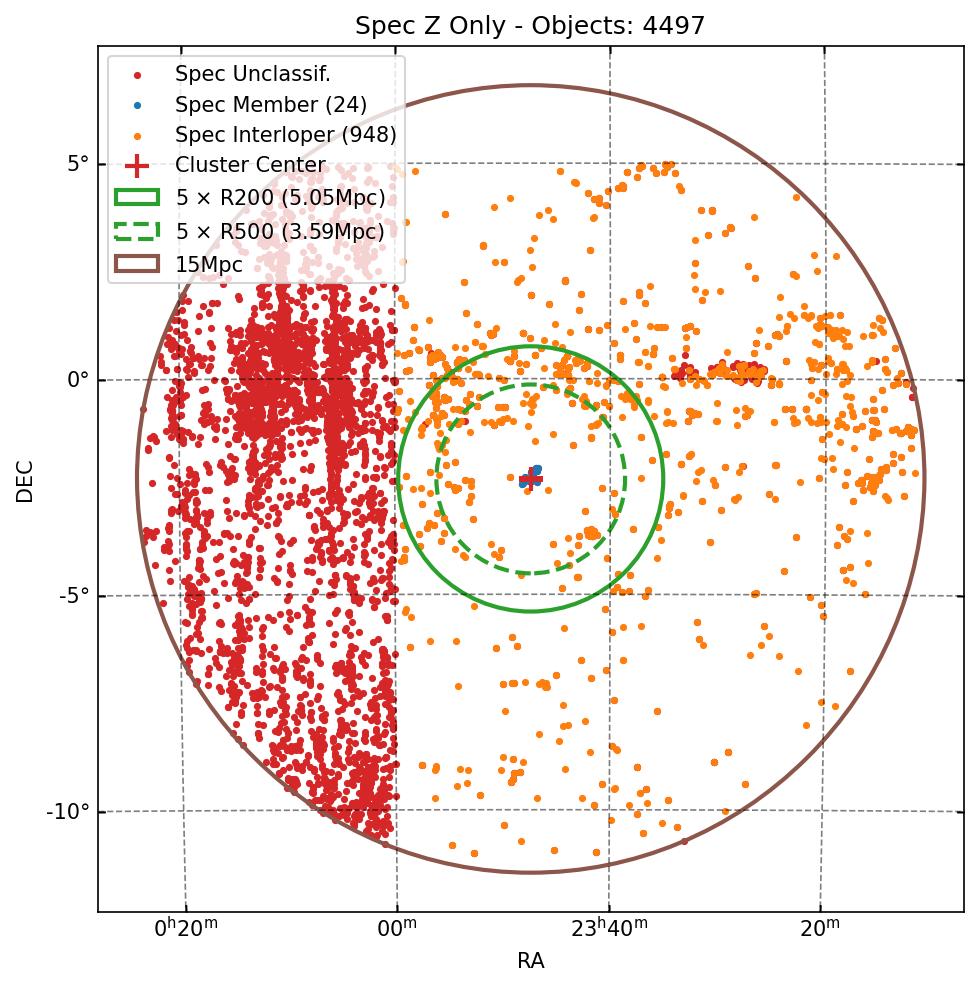 Spec Z Only - Objects: 4497
Spec Unclassif.
Spec Member (24)
Spec Interloper (948)
Cluster Center
5 × R200 (5.05Mpc)
5 × R500 (3.59Mpc)
15Mpc
5°
0°
-5°
-10°
DEC
0ʰ20ᵐ 00ᵐ 23ʰ40ᵐ 20ᵐ
RA